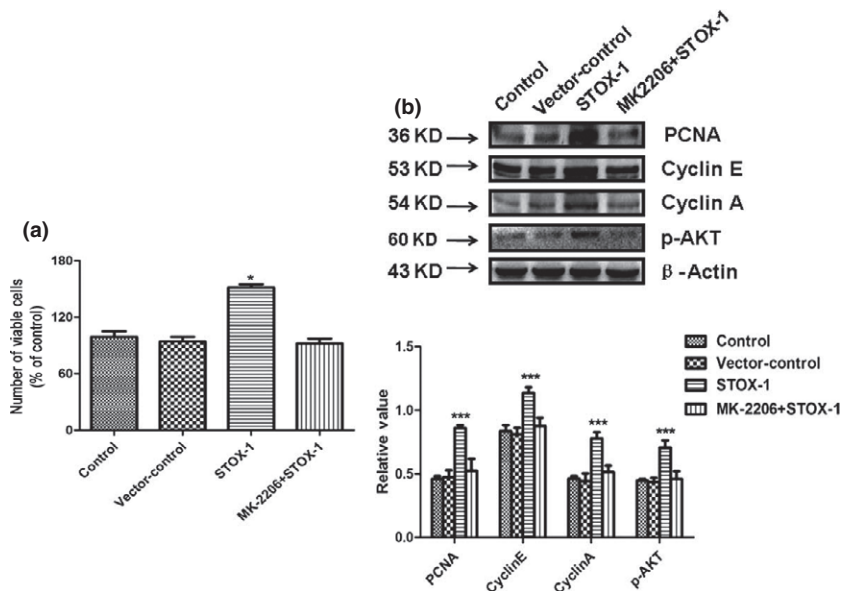 (a)
Number of viable cells
(% of control)
180
120
60
0
Control
Vector-control
STOX-1
MK-2206+STOX-1
*
(b)
Control
Vector-control
STOX-1
MK2206+STOX-1
36 KD
PCNA
53 KD
Cyclin E
54 KD
Cyclin A
60 KD
p-AKT
43 KD
β-Actin
Relative value
1.5
1.0
0.5
0.0
***
***
***
***
PCNA
CyclinE
CyclinA
p-AKT
Control
Vector-control
STOX-1
MK-2206+STOX-1